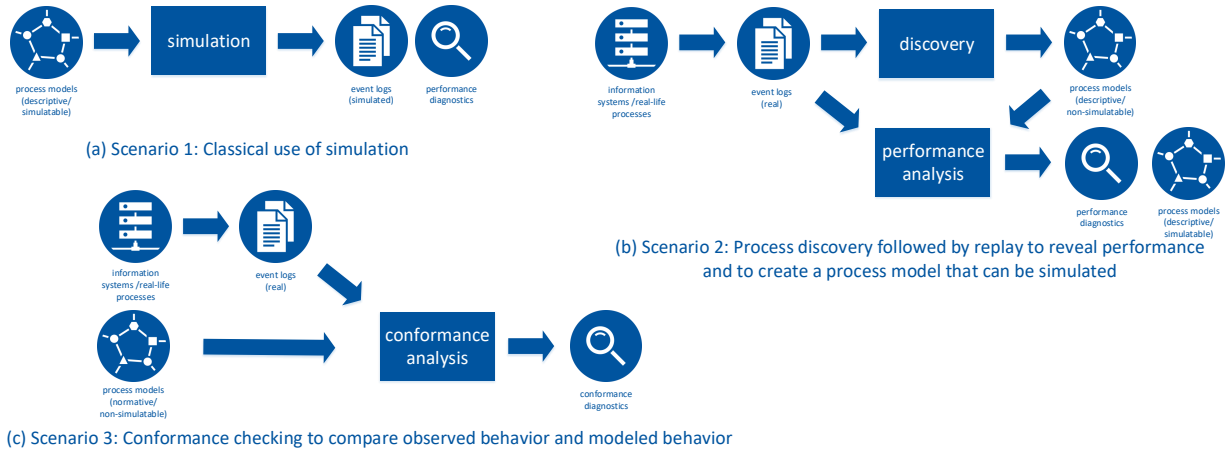 simulation
process models
(descriptive/
simulatable)
event logs
(simulated)
performance
diagnostics
(a) Scenario 1: Classical use of simulation
discovery
information
systems /real-life
processes
event logs
(real)
process models
(descriptive/
non-simulatable)
performance
analysis
performance
diagnostics
process models
(descriptive/
simulatable)
(b) Scenario 2: Process discovery followed by replay to reveal performance
and to create a process model that can be simulated
information
systems /real-life
processes
event logs
(real)
conformance
analysis
process models
(normative/
non-simulatable)
conformance
diagnostics
(c) Scenario 3: Conformance checking to compare observed behavior and modeled behavior